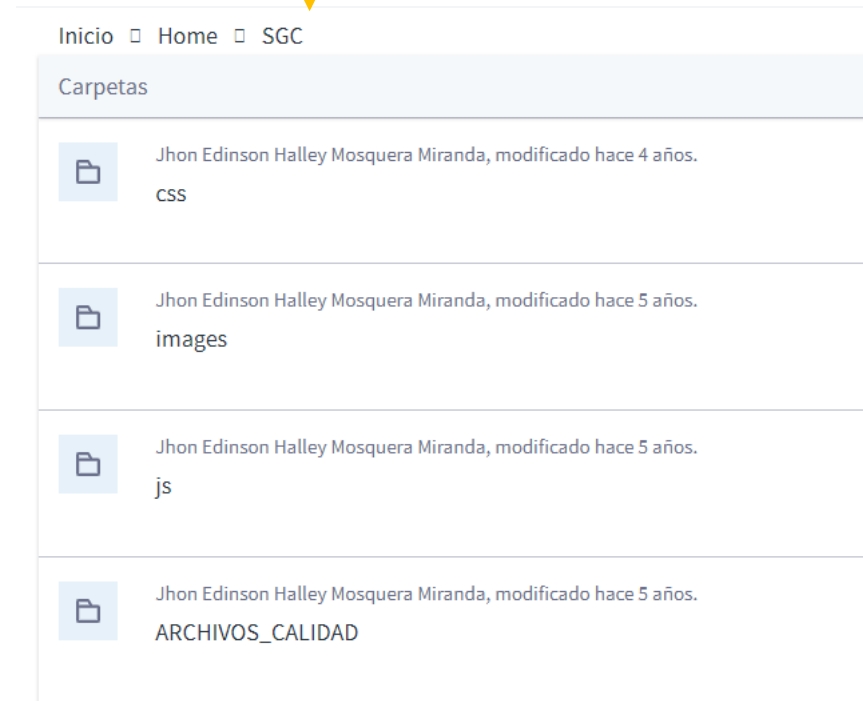 Inicio Home SGC
Carpetas
Jhon Edinson Halley Mosquera Miranda, modificado hace 4 años.
css
Jhon Edinson Halley Mosquera Miranda, modificado hace 5 años.
images
Jhon Edinson Halley Mosquera Miranda, modificado hace 5 años.
js
Jhon Edinson Halley Mosquera Miranda, modificado hace 5 años.
ARCHIVOS_CALIDAD